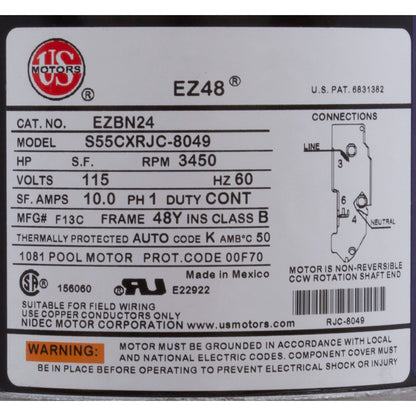 US
MOTORS
®
EZ48®
U.S. PAT. 6831382
CAT. NO. EZBN24
MODEL S55CXRJC-8049
HP S.F. RPM 3450
VOLTS 115 HZ 60
SF. AMPS 10.0 PH 1 DUTY CONT
MFG# F13C FRAME 48Y INS CLASS B
THERMALLY PROTECTED AUTO CODE K AMB°C 50
1081 POOL MOTOR PROT.CODE 00F70
Made in Mexico
SA ® 156060 RU ® E22922
SUITABLE FOR FIELD WIRING
USE COPPER CONDUCTORS ONLY
NIDEC MOTOR CORPORATION www.usmotors.com
CONNECTIONS
LINE
3
6
4
NEUTRAL
MOTOR IS NON-REVERSIBLE
CCW ROTATION SHAFT END
RJC-8049
WARNING: MOTOR MUST BE GROUNDED IN ACCORDANCE WITH LOCAL
AND NATIONAL ELECTRIC CODES. COMPONENT COVER MUST
BE IN PLACE BEFORE OPERATING TO PREVENT ELECTRICAL SHOCK OR INJURY